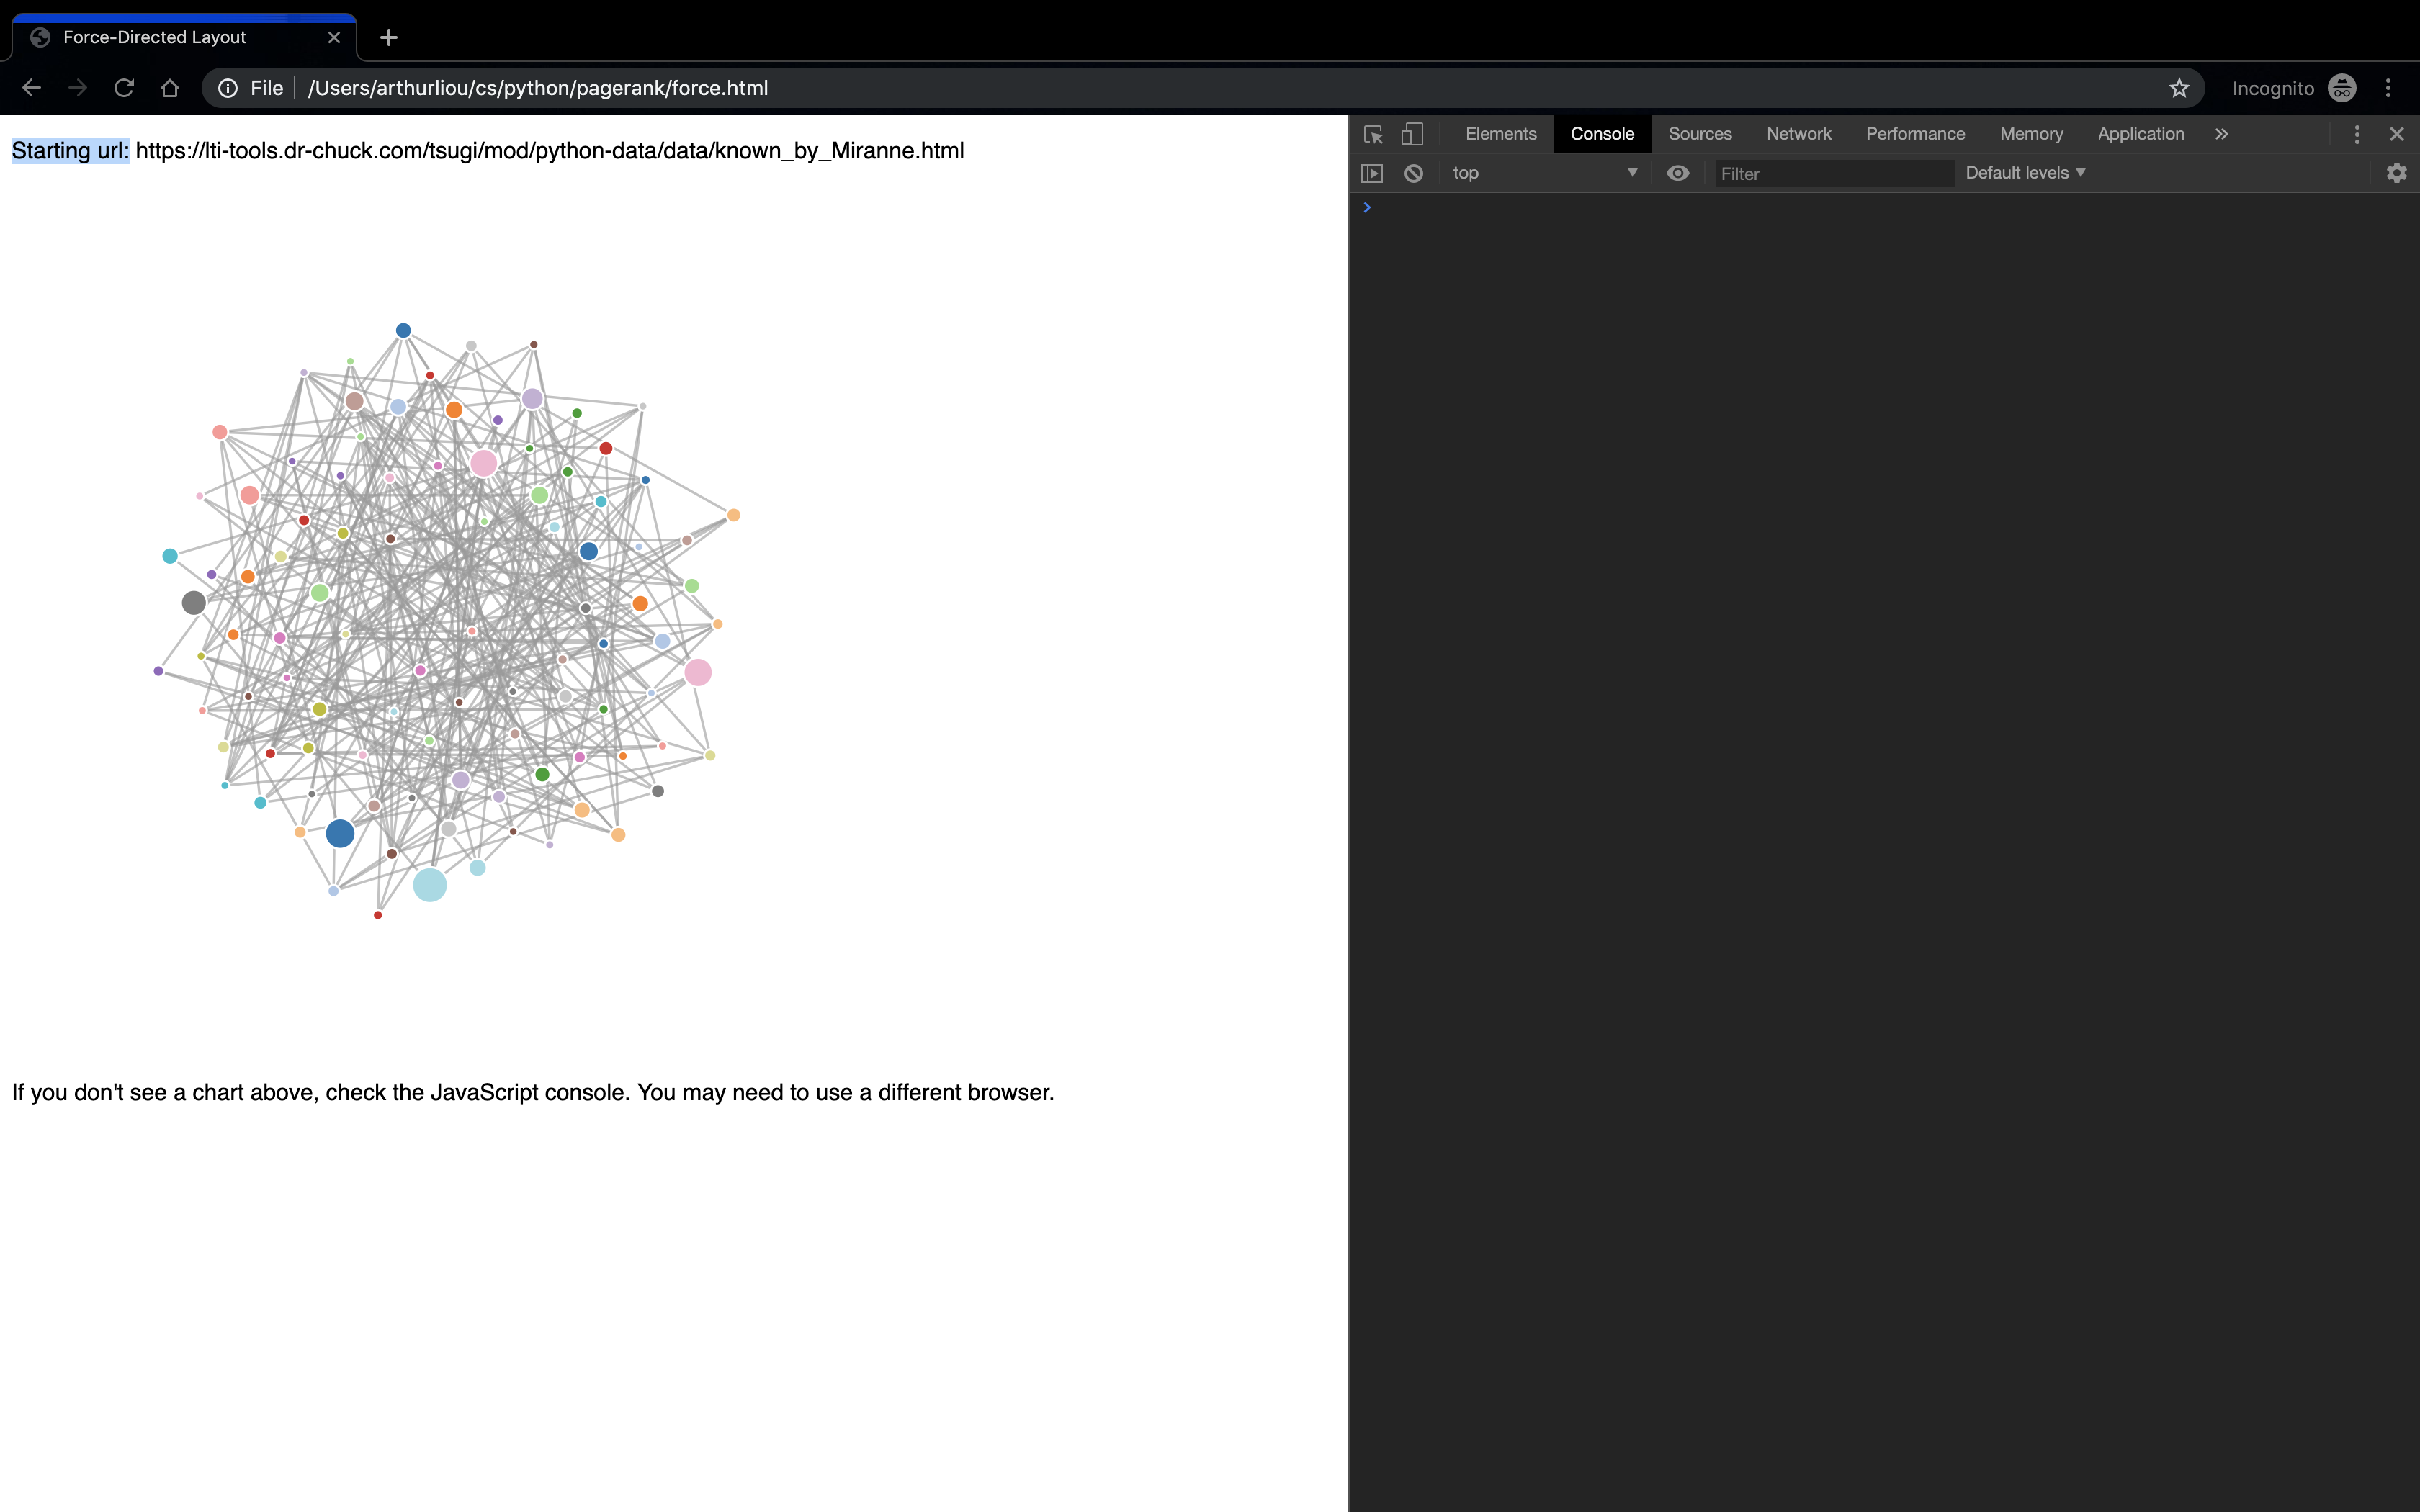 Force-Directed Layout
File /Users/arthurliou/cs/python/pagerank/force.html
Incognito
Starting url: https://lti-tools.dr-chuck.com/tsugi/mod/python-data/data/known_by_Miranne.html
Elements Console Sources Network Performance Memory Application
top Filter Default levels
If you don't see a chart above, check the JavaScript console. You may need to use a different browser.